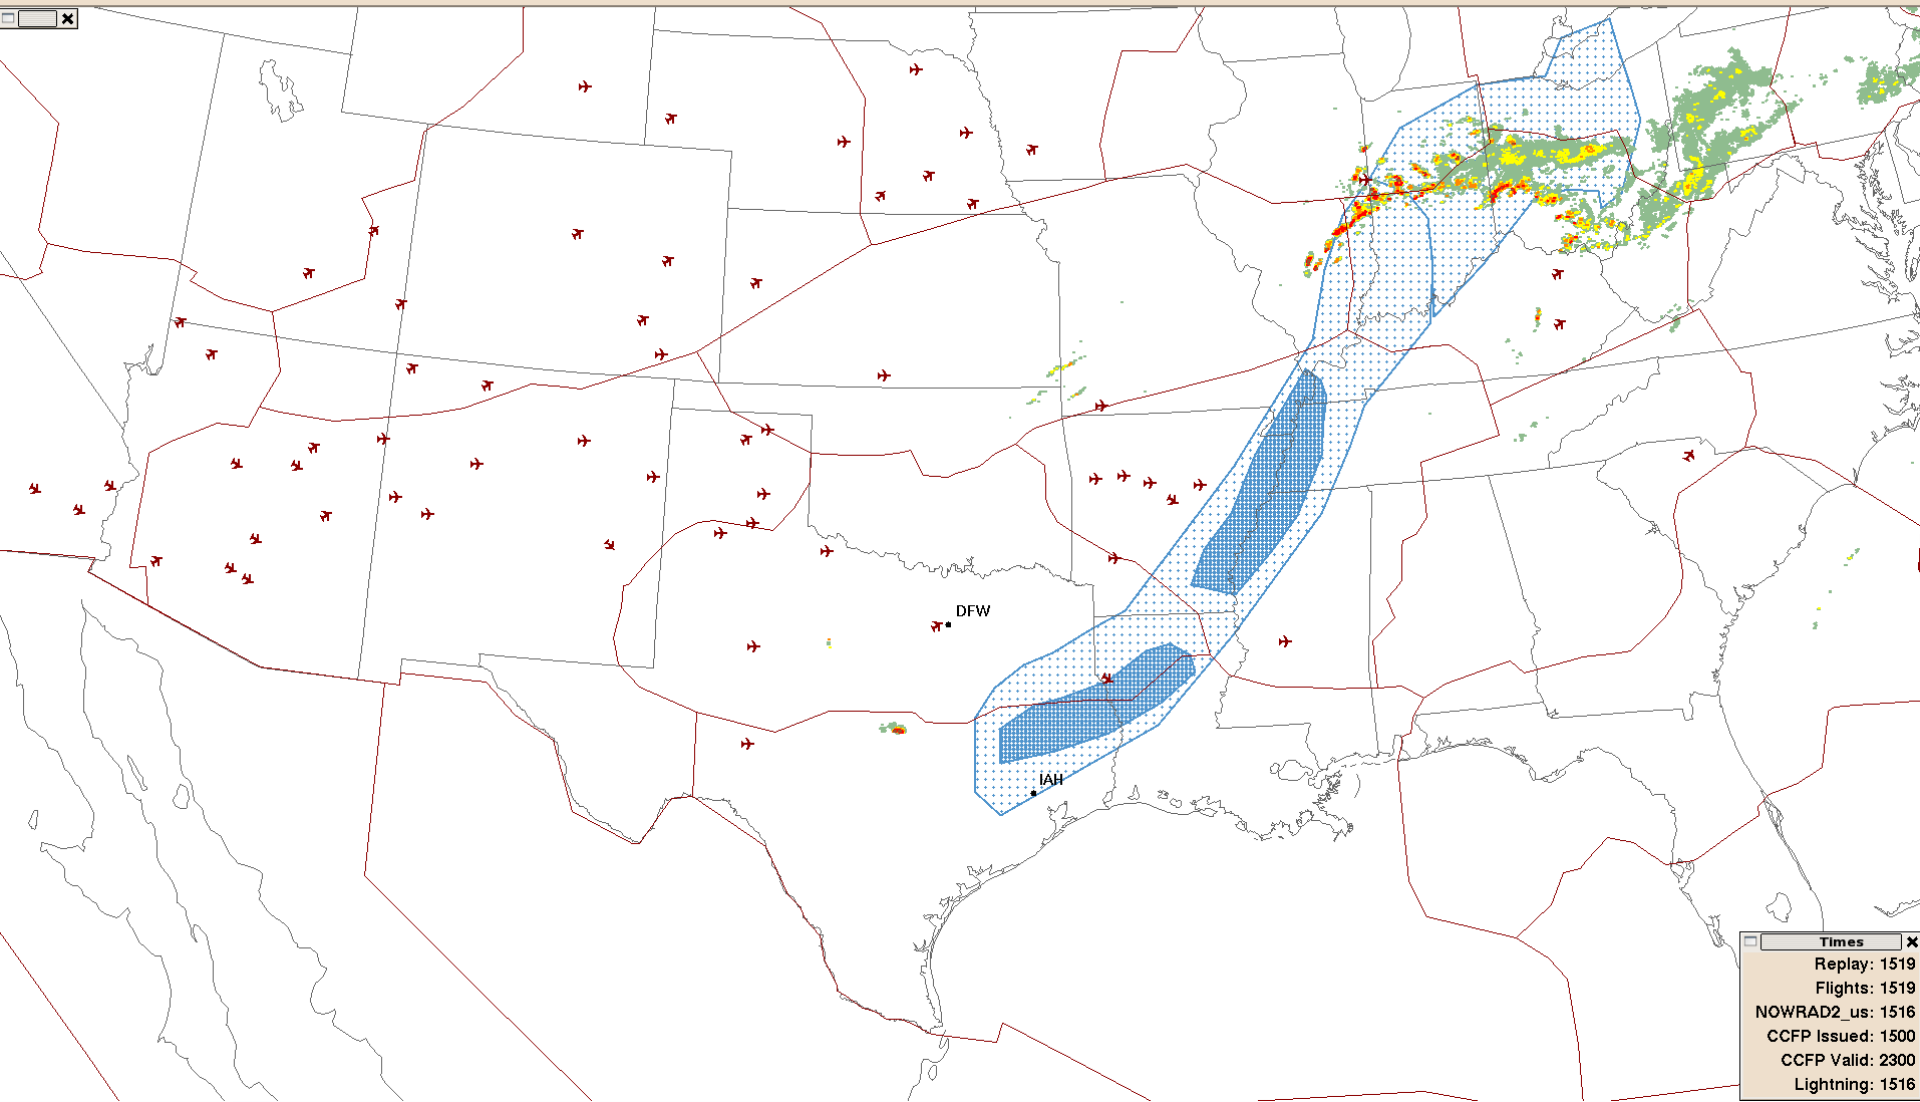 DFW
IAH
Times
Replay: 1519
Flights: 1519
NOWRAD2_us: 1516
CCFP Issued: 1500
CCFP Valid: 2300
Lightning: 1516